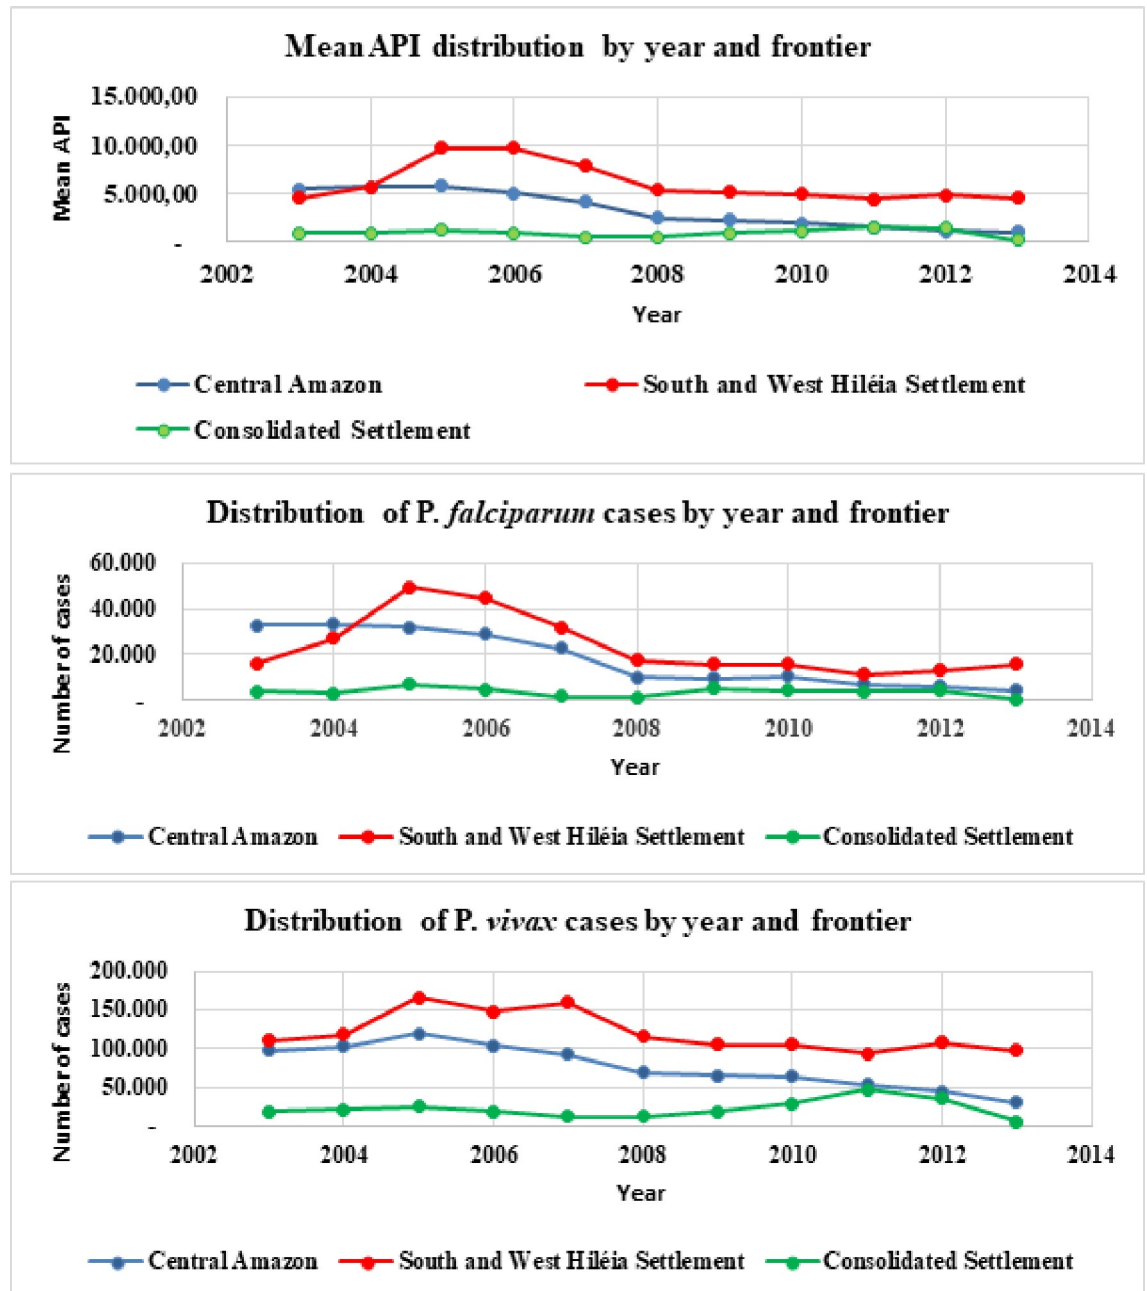 Mean API distribution by year and frontier
Mean API
15.000,00
10.000,00
5.000,00
-
2002 2004 2006 2008 2010 2012 2014
Year
Central Amazon South and West Hiléia Settlement
Consolidated Settlement
Distribution of P. falciparum cases by year and frontier
Number of cases
60.000
40.000
20.000
-
2002 2004 2006 2008 2010 2012 2014
Year
Central Amazon South and West Hiléia Settlement Consolidated Settlement
Distribution of P. vivax cases by year and frontier
Number of cases
200.000
150.000
100.000
50.000
-
2002 2004 2006 2008 2010 2012 2014
Year
Central Amazon South and West Hiléia Settlement Consolidated Settlement